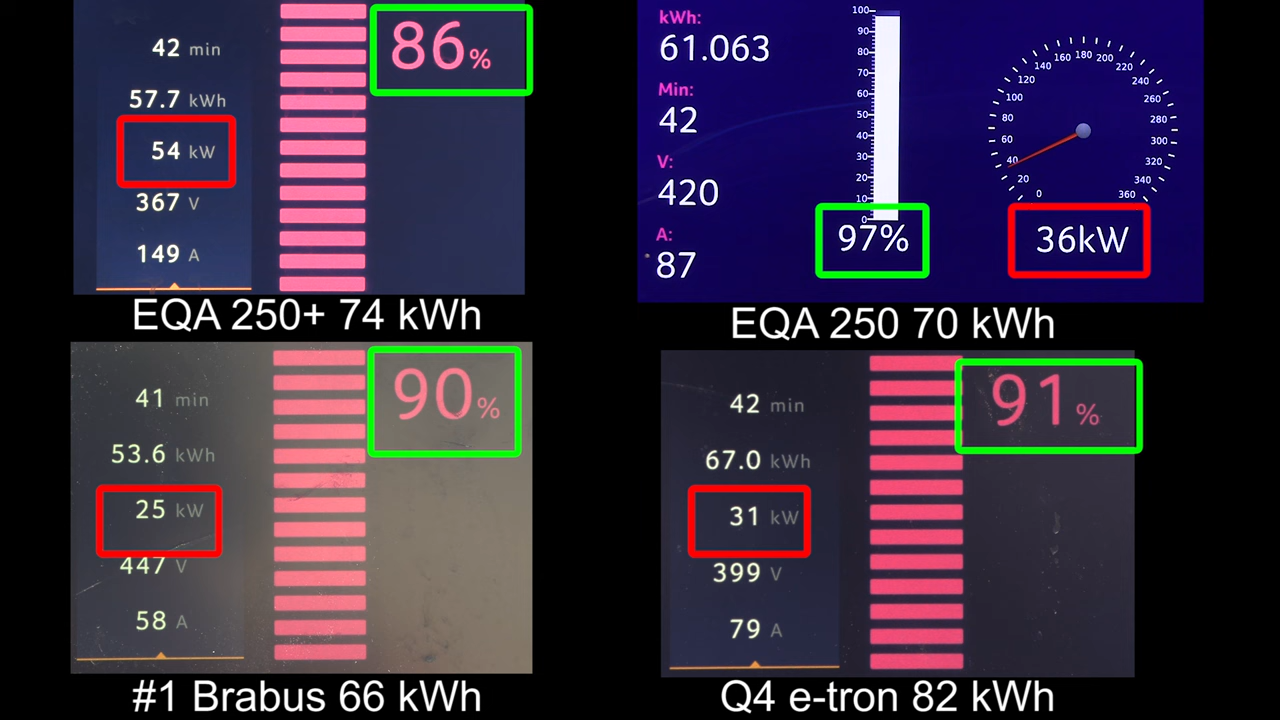 42 min
57.7 kWh
54 kW
367 V
149 A
86%
EQA 250+ 74 kWh
kWh:
61.063
Min:
42
V:
420
A:
87
100
90
80
70
60
50
40
30
20
10
0
97%
0
20
40
60
80
100
120
140
160
180
200
220
240
260
280
300
320
340
360
36kW
EQA 250 70 kWh
41 min
53.6 kWh
25 kW
447 V
58 A
90%
#1 Brabus 66 kWh
42 min
67.0 kWh
31 kW
399 V
79 A
91%
Q4 e-tron 82 kWh